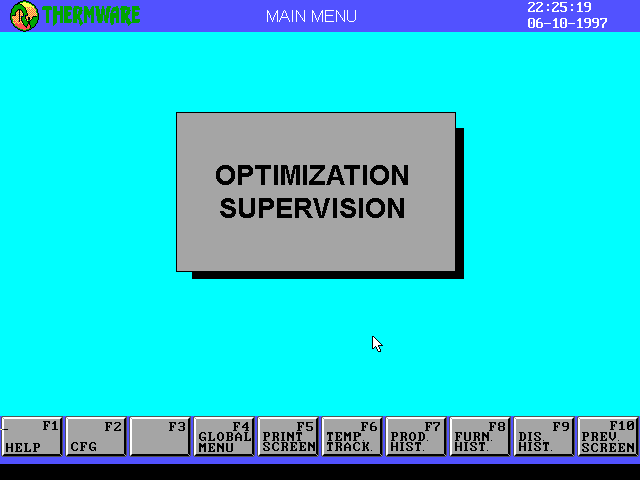 THERMWARE
MAIN MENU
22:25:19
06-10-1997
OPTIMIZATION
SUPERVISION
F1
HELP
F2
CFG
F3
F4
GLOBAL
MENU
F5
PRINT
SCREEN
F6
TEMP.
TRACK.
F7
PROD.
HIST.
F8
FURN.
HIST.
F9
DIS.
HIST.
F10
PREV.
SCREEN